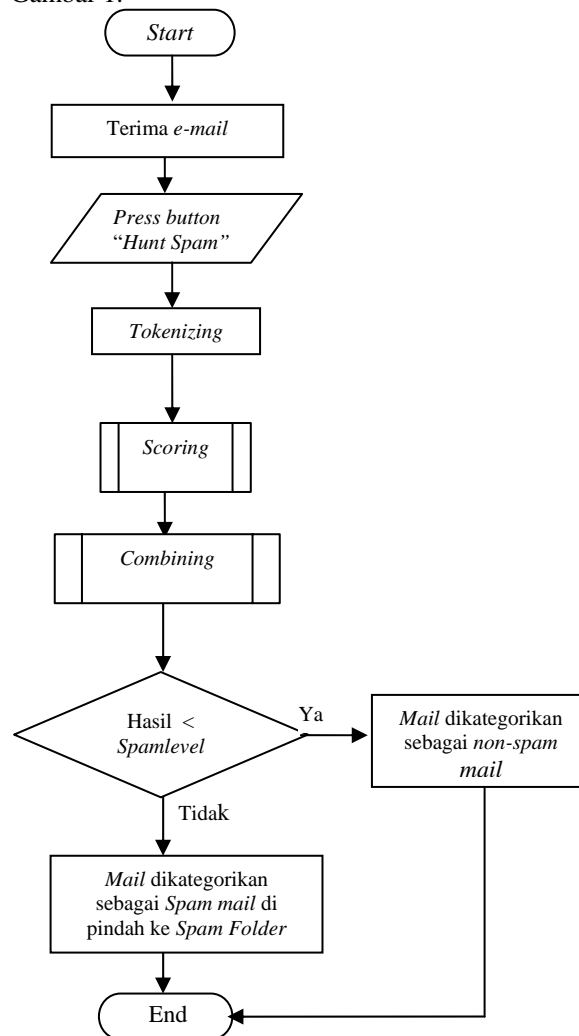 Gambar 1.
Start
Terima e-mail
Press button
“Hunt Spam”
Tokenizing
Scoring
Combining
Hasil <
Spamlevel
Ya
Mail dikategorikan
sebagai non-spam
mail
Tidak
Mail dikategorikan
sebagai Spam mail di
pindah ke Spam Folder
End